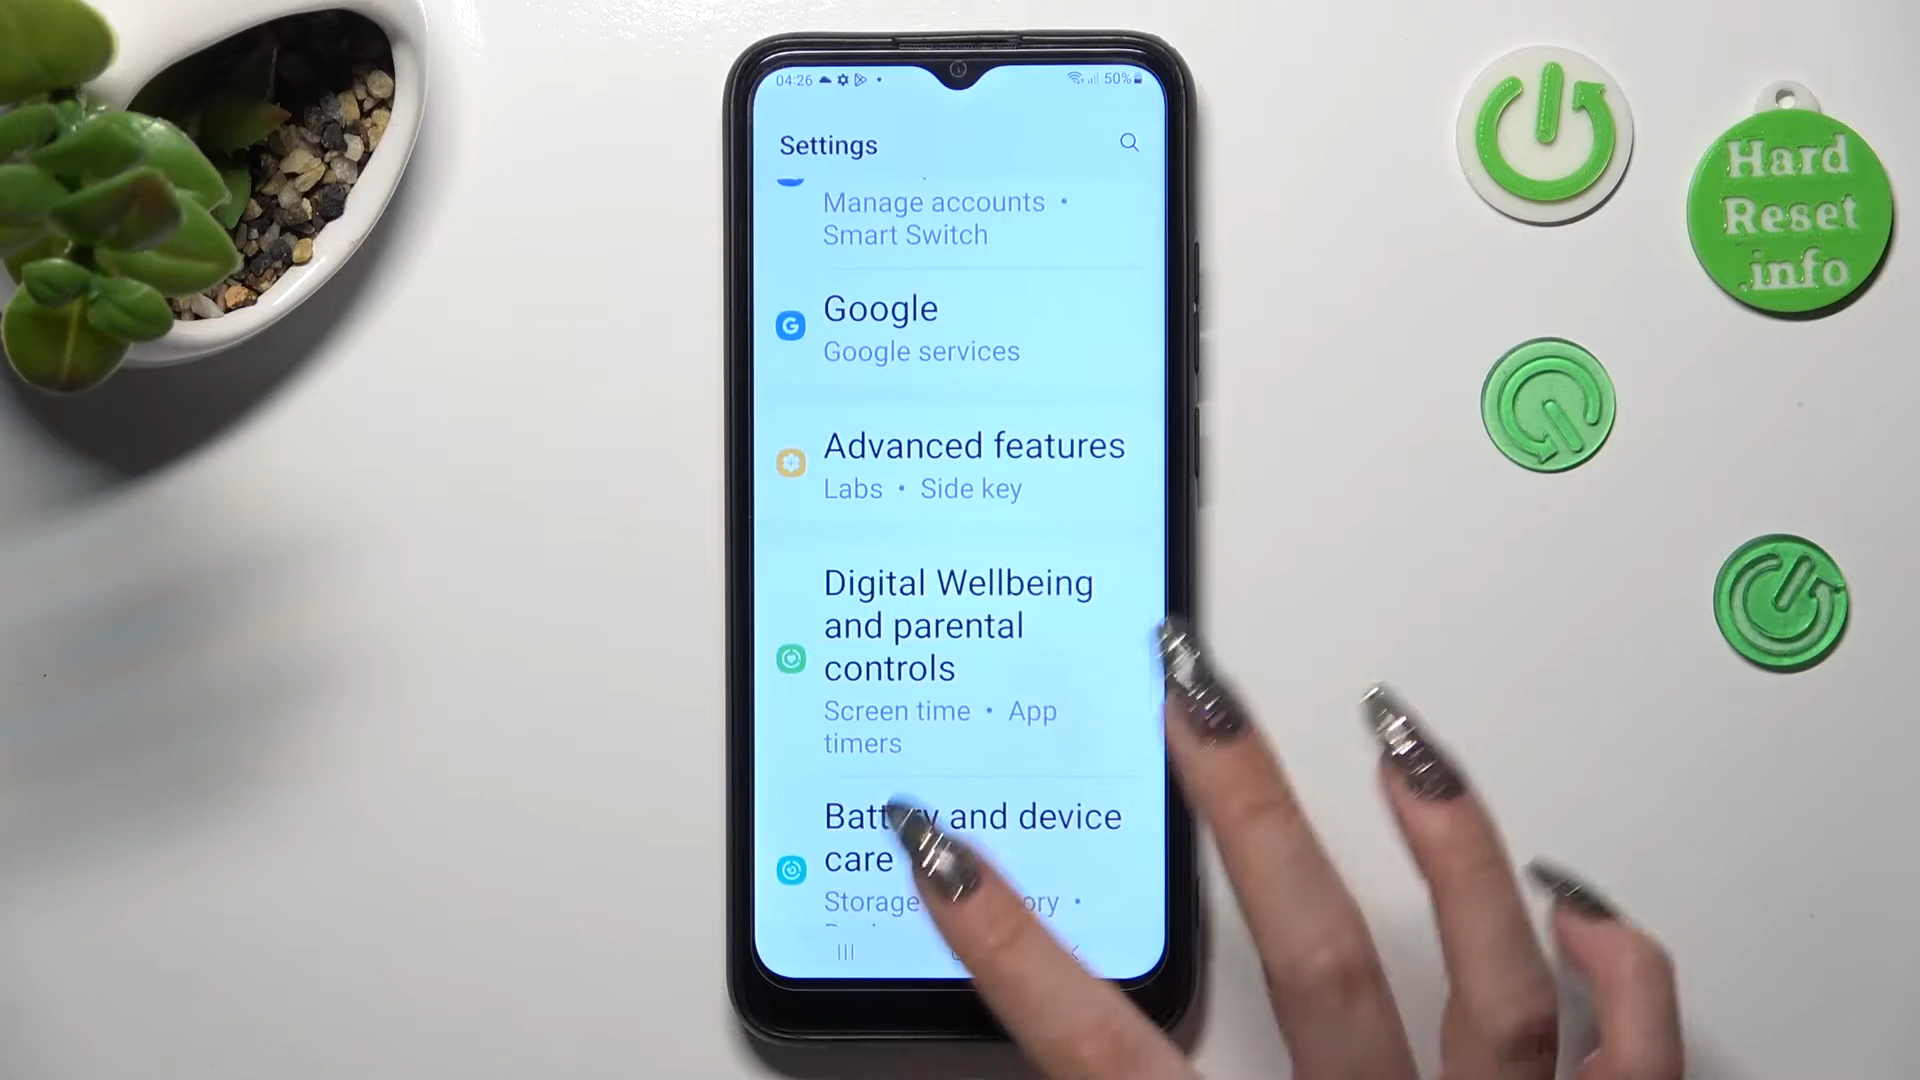 04:26
50%
Settings
Manage accounts •
Smart Switch
Google
Google services
Advanced features
Labs • Side key
Digital Wellbeing
and parental
controls
Screen time • App
timers
and device
care
Storage •
Hard
Reset
.info